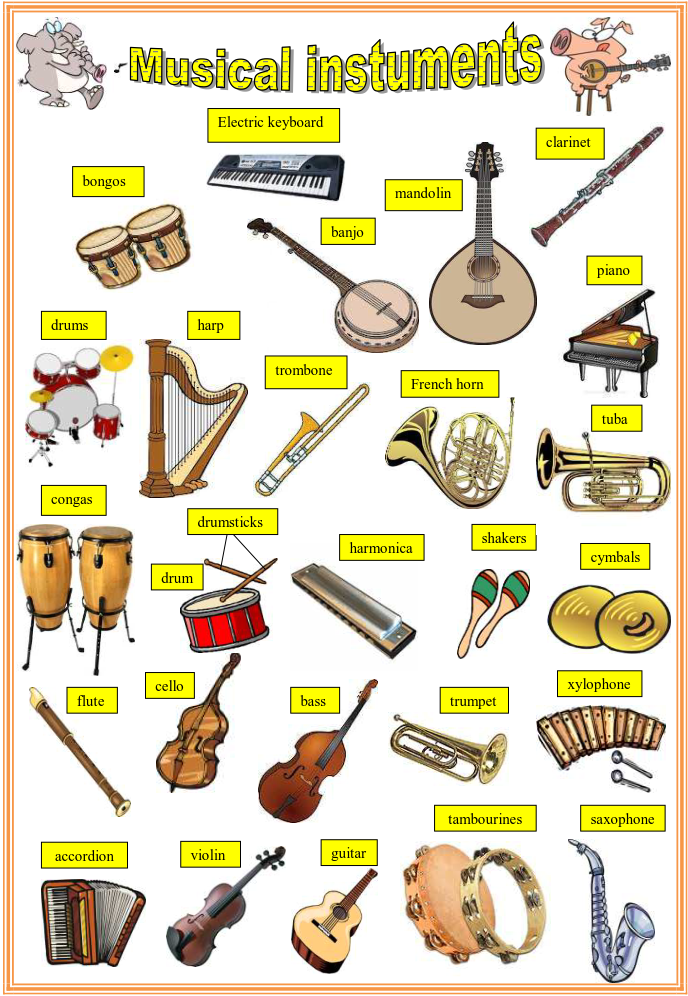 Musical instuments
Electric keyboard
clarinet
bongos
mandolin
banjo
piano
drums
harp
trombone
French horn
tuba
congas
drumsticks
harmonica
shakers
cymbals
drum
flute
cello
bass
trumpet
xylophone
tambourines
saxophone
accordion
violin
guitar